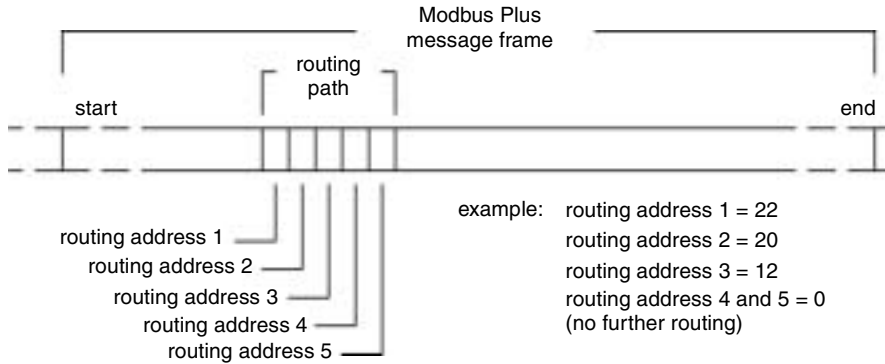 Modbus Plus
message frame
routing
path
start
end
routing address 1
routing address 2
routing address 3
routing address 4
routing address 5
example:
routing address 1 = 22
routing address 2 = 20
routing address 3 = 12
routing address 4 and 5 = 0
(no further routing)